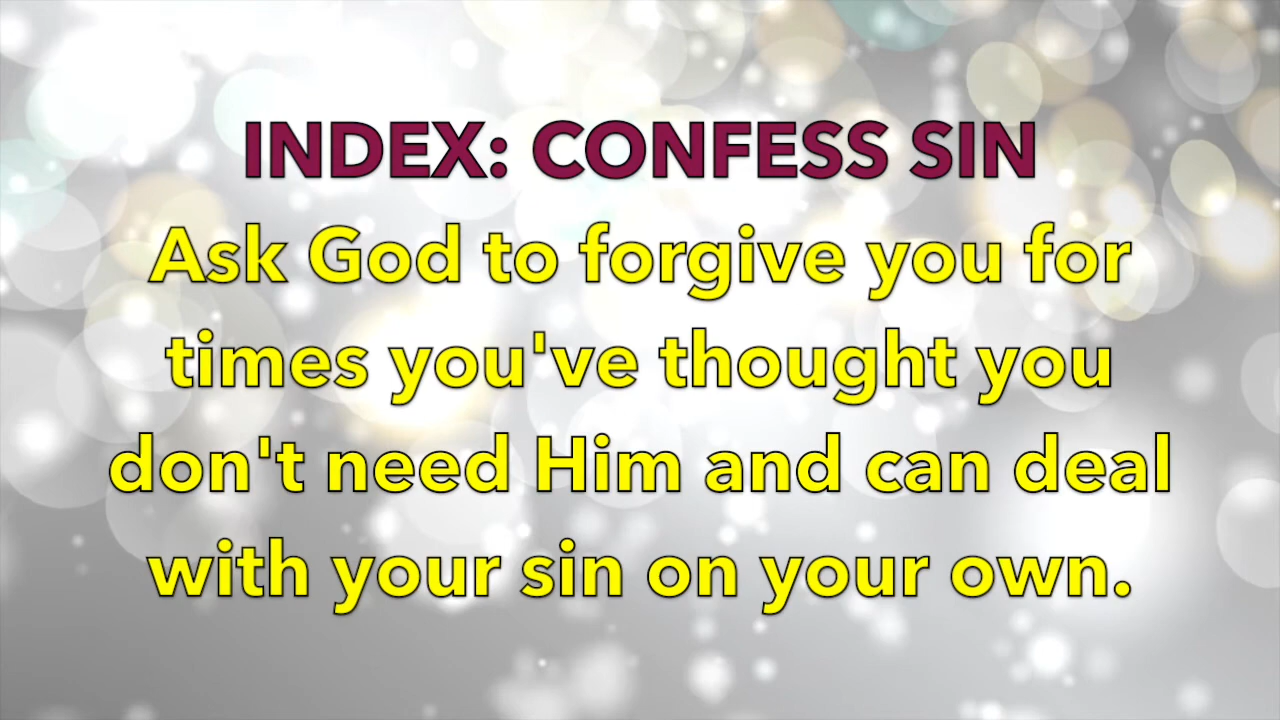 INDEX: CONFESS SIN
Ask God to forgive you for
times you've thought you
don't need Him and can deal
with your sin on your own.